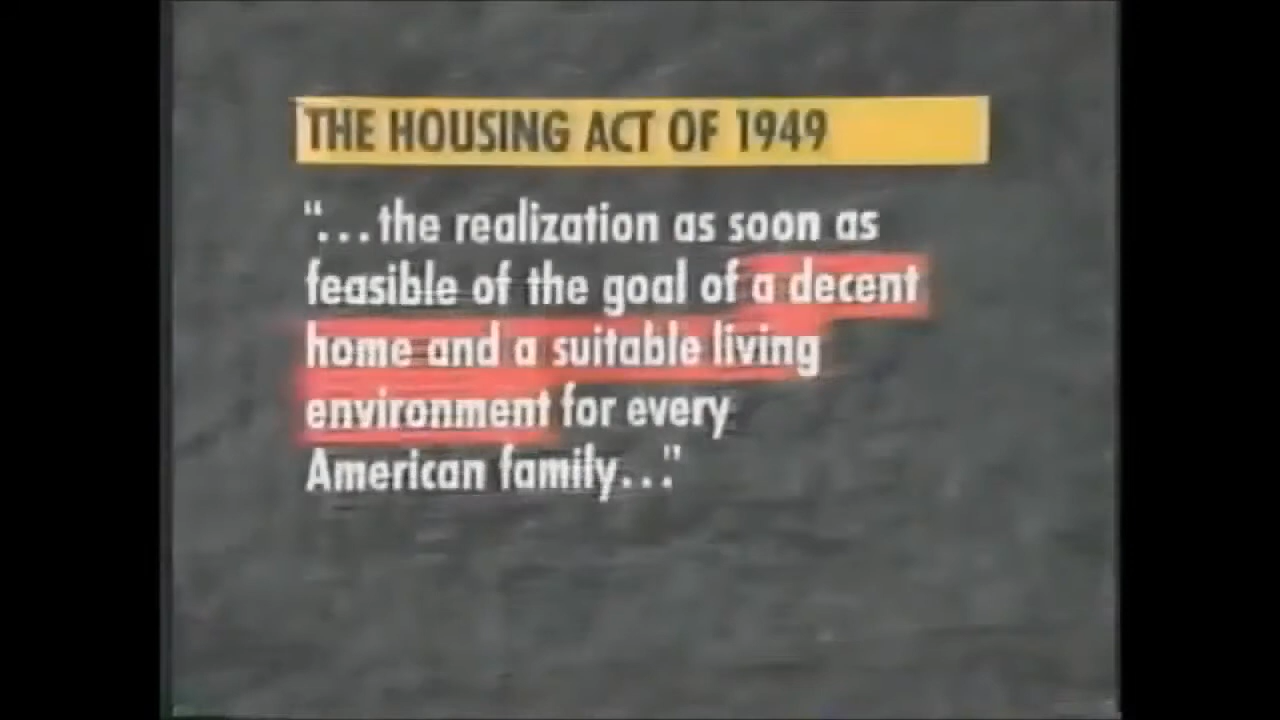 THE HOUSING ACT OF 1949
“...the realization as soon as
feasible of the goal of a decent
home and a suitable living
environment for every
American family...”